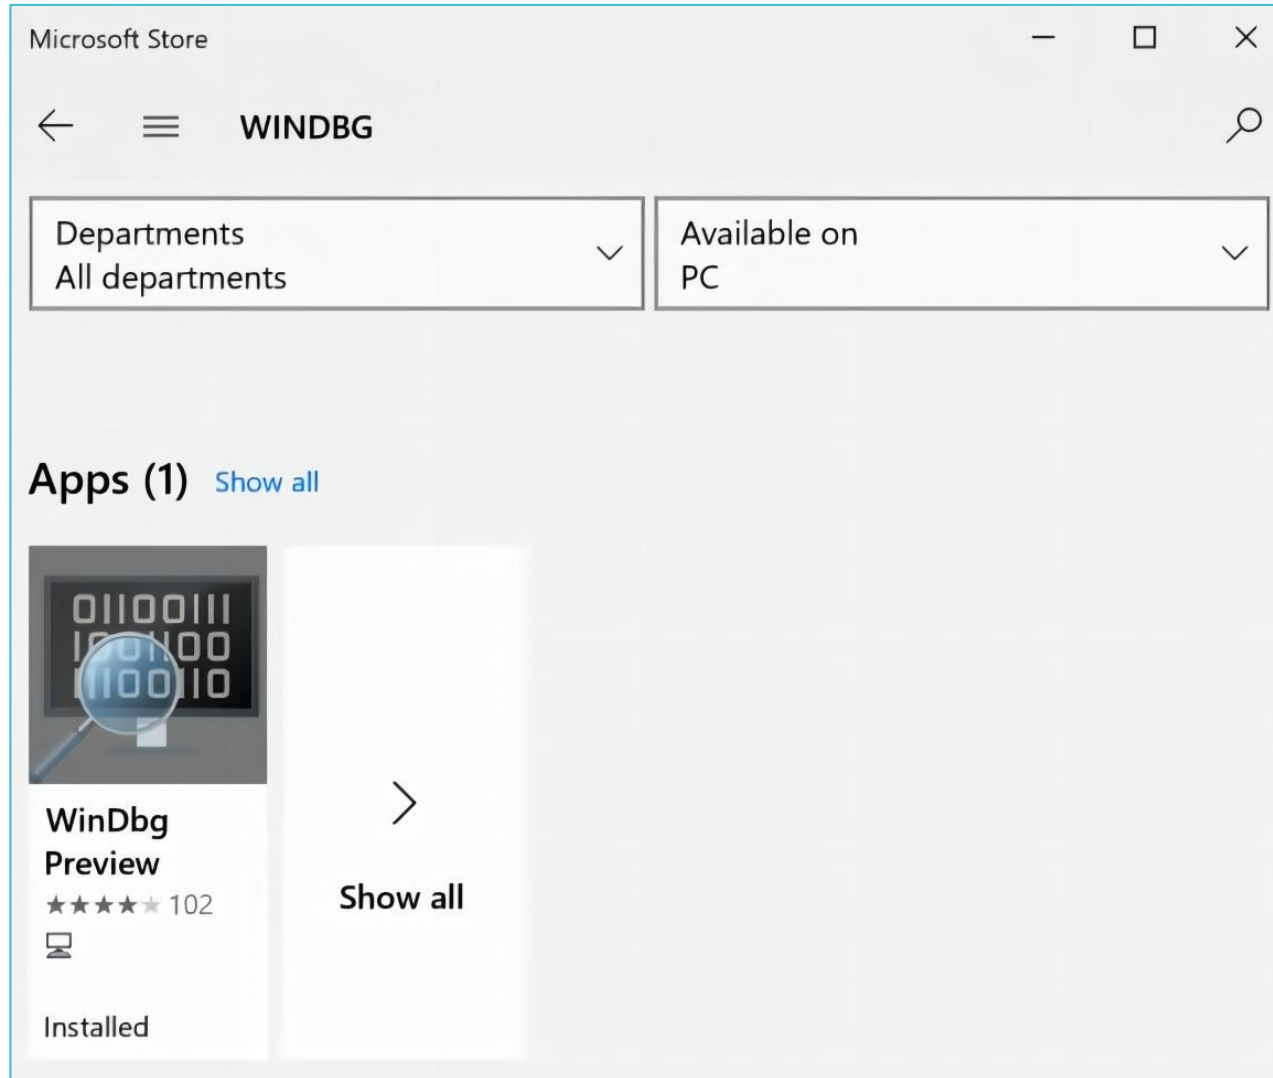 Microsoft Store
WINDBG
Departments
All departments
Available on
PC
Apps (1) Show all
01100111
WinDbg
Preview
102
Installed
Show all